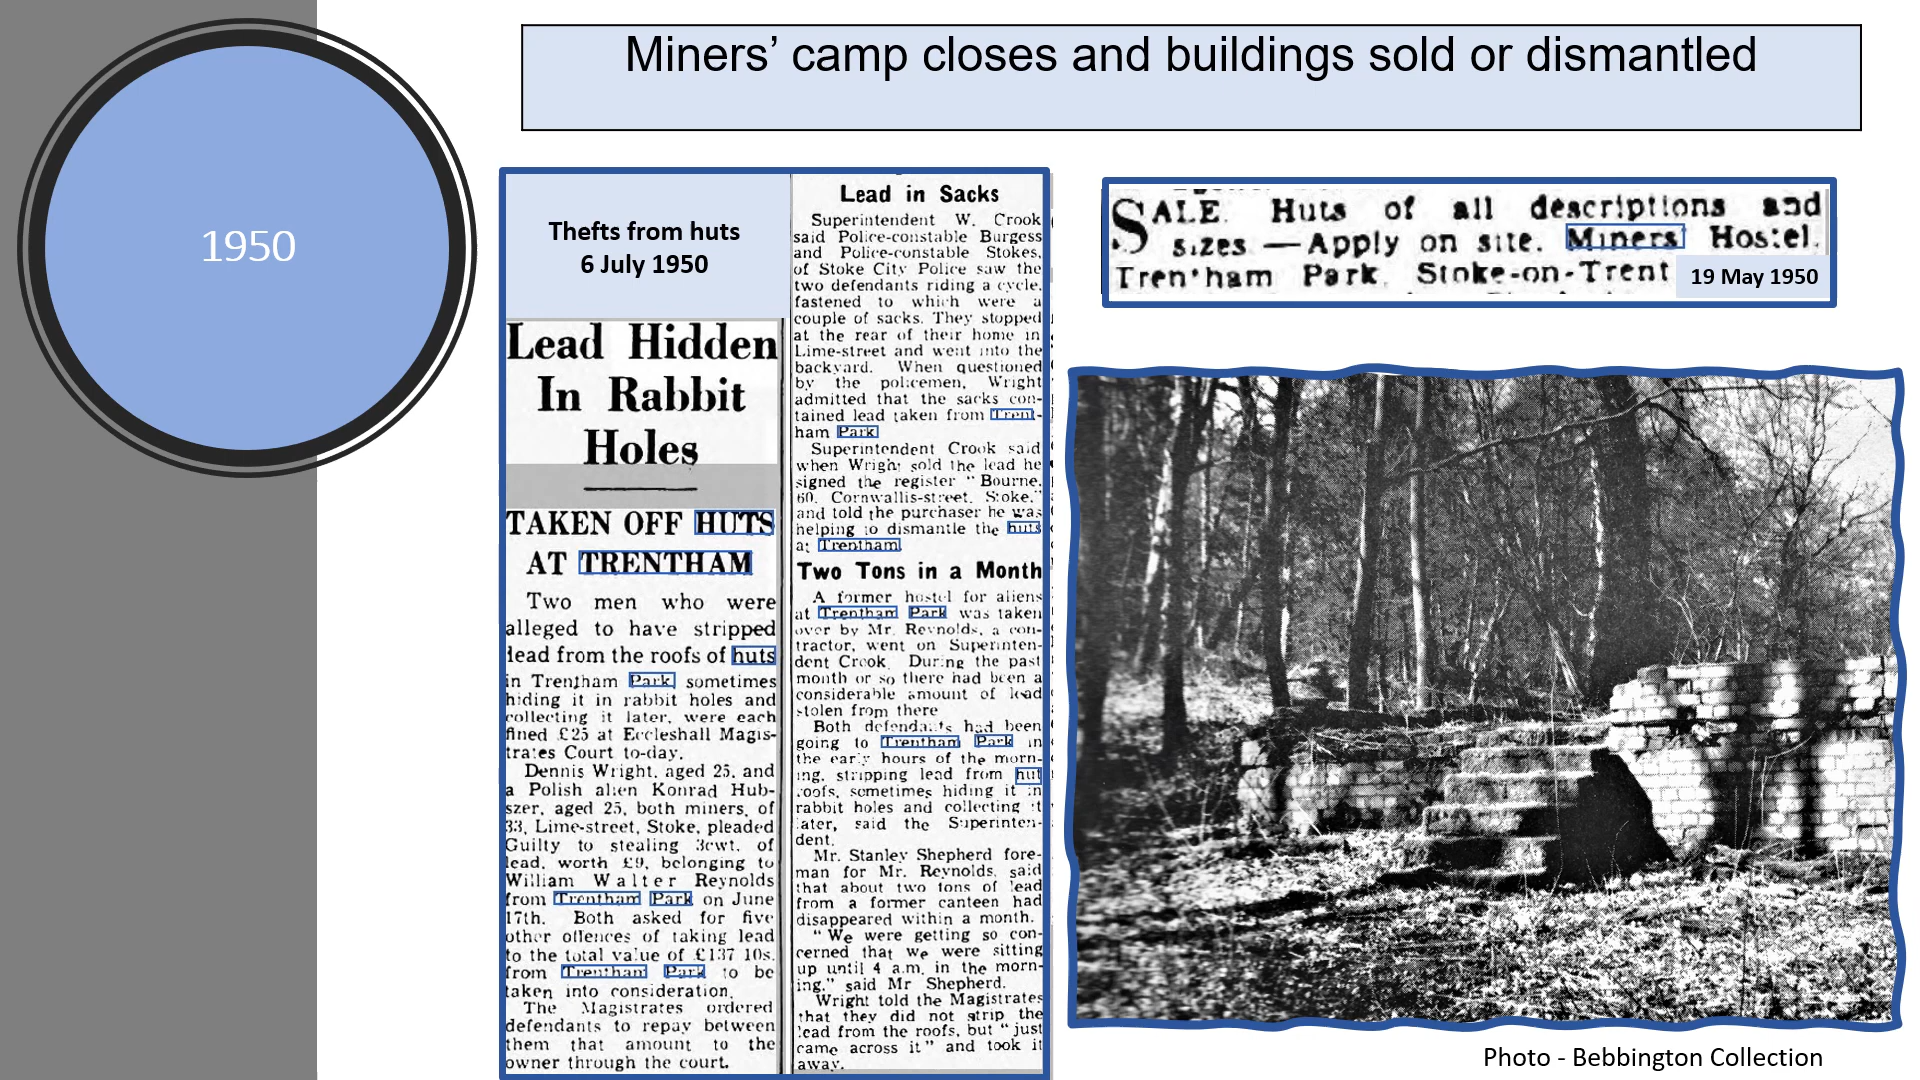 1950
Miners’ camp closes and buildings sold or dismantled
Thefts from huts
6 July 1950
Lead Hidden
In Rabbit
Holes
TAKEN OFF HUTS
AT TRENTHAM
Two men who were
alleged to have stripped
lead from the roofs of huts
in Trentham Park, sometimes
hiding it in rabbit holes and
collecting it later, were each
fined £25 at Eccleshall Magis-
trates Court to-day.
Dennis Wright, aged 25, and
a Polish alien Konrad Hub-
szer, aged 25, both miners, of
33, Lime-street, Stoke, pleaded
Guilty to stealing 3cwt. of
lead, worth £9, belonging to
William Walter Reynolds
from Trentham Park on June
17th. Both asked for five
other offences of taking lead
to the total value of £137 10s.
from Trentham Park to be
taken into consideration.
The Magistrates ordered
defendants to repay between
them that amount to the
owner through the court.
Lead in Sacks
Superintendent W. Crook
said Police-constable Burgess
and Police-constable Stokes,
of Stoke City Police saw the
two defendants riding a cycle,
fastened to which were a
couple of sacks. They stopped
at the rear of their home in
Lime-street and went into the
backyard. When questioned
by the policemen, Wright
admitted that the sacks con-
tained lead taken from Trent-
ham Park.
Superintendent Crook said
when Wright sold the lead he
signed the register "Bourne,
60, Cornwallis-street, Stoke,"
and told the purchaser he was
helping to dismantle the huts
at Trentham.
Two Tons in a Month
A former hostel for aliens
at Trentham Park was taken
over by Mr. Reynolds, a con-
tractor, went on Superinten-
dent Crook. During the past
month or so there had been a
considerable amount of lead
stolen from there
Both defendants had been
going to Trentham Park in
the early hours of the morn-
ing, stripping lead from hut
roofs, sometimes hiding it in
rabbit holes and collecting it
later, said the Superinten-
dent.
Mr. Stanley Shepherd fore-
man for Mr. Reynolds, said
that about two tons of lead
from a former canteen had
disappeared within a month.
"We were getting so con-
cerned that we were sitting
up until 4 a.m. in the morn-
ing," said Mr Shepherd.
Wright told the Magistrates
that they did not strip the
lead from the roofs, but "just
came across it" and took it
away.
SALE. Huts of all descriptions and
sizes.—Apply on site. Miners' Hostel,
Trentham Park, Stoke-on-Trent
19 May 1950
Photo - Bebbington Collection